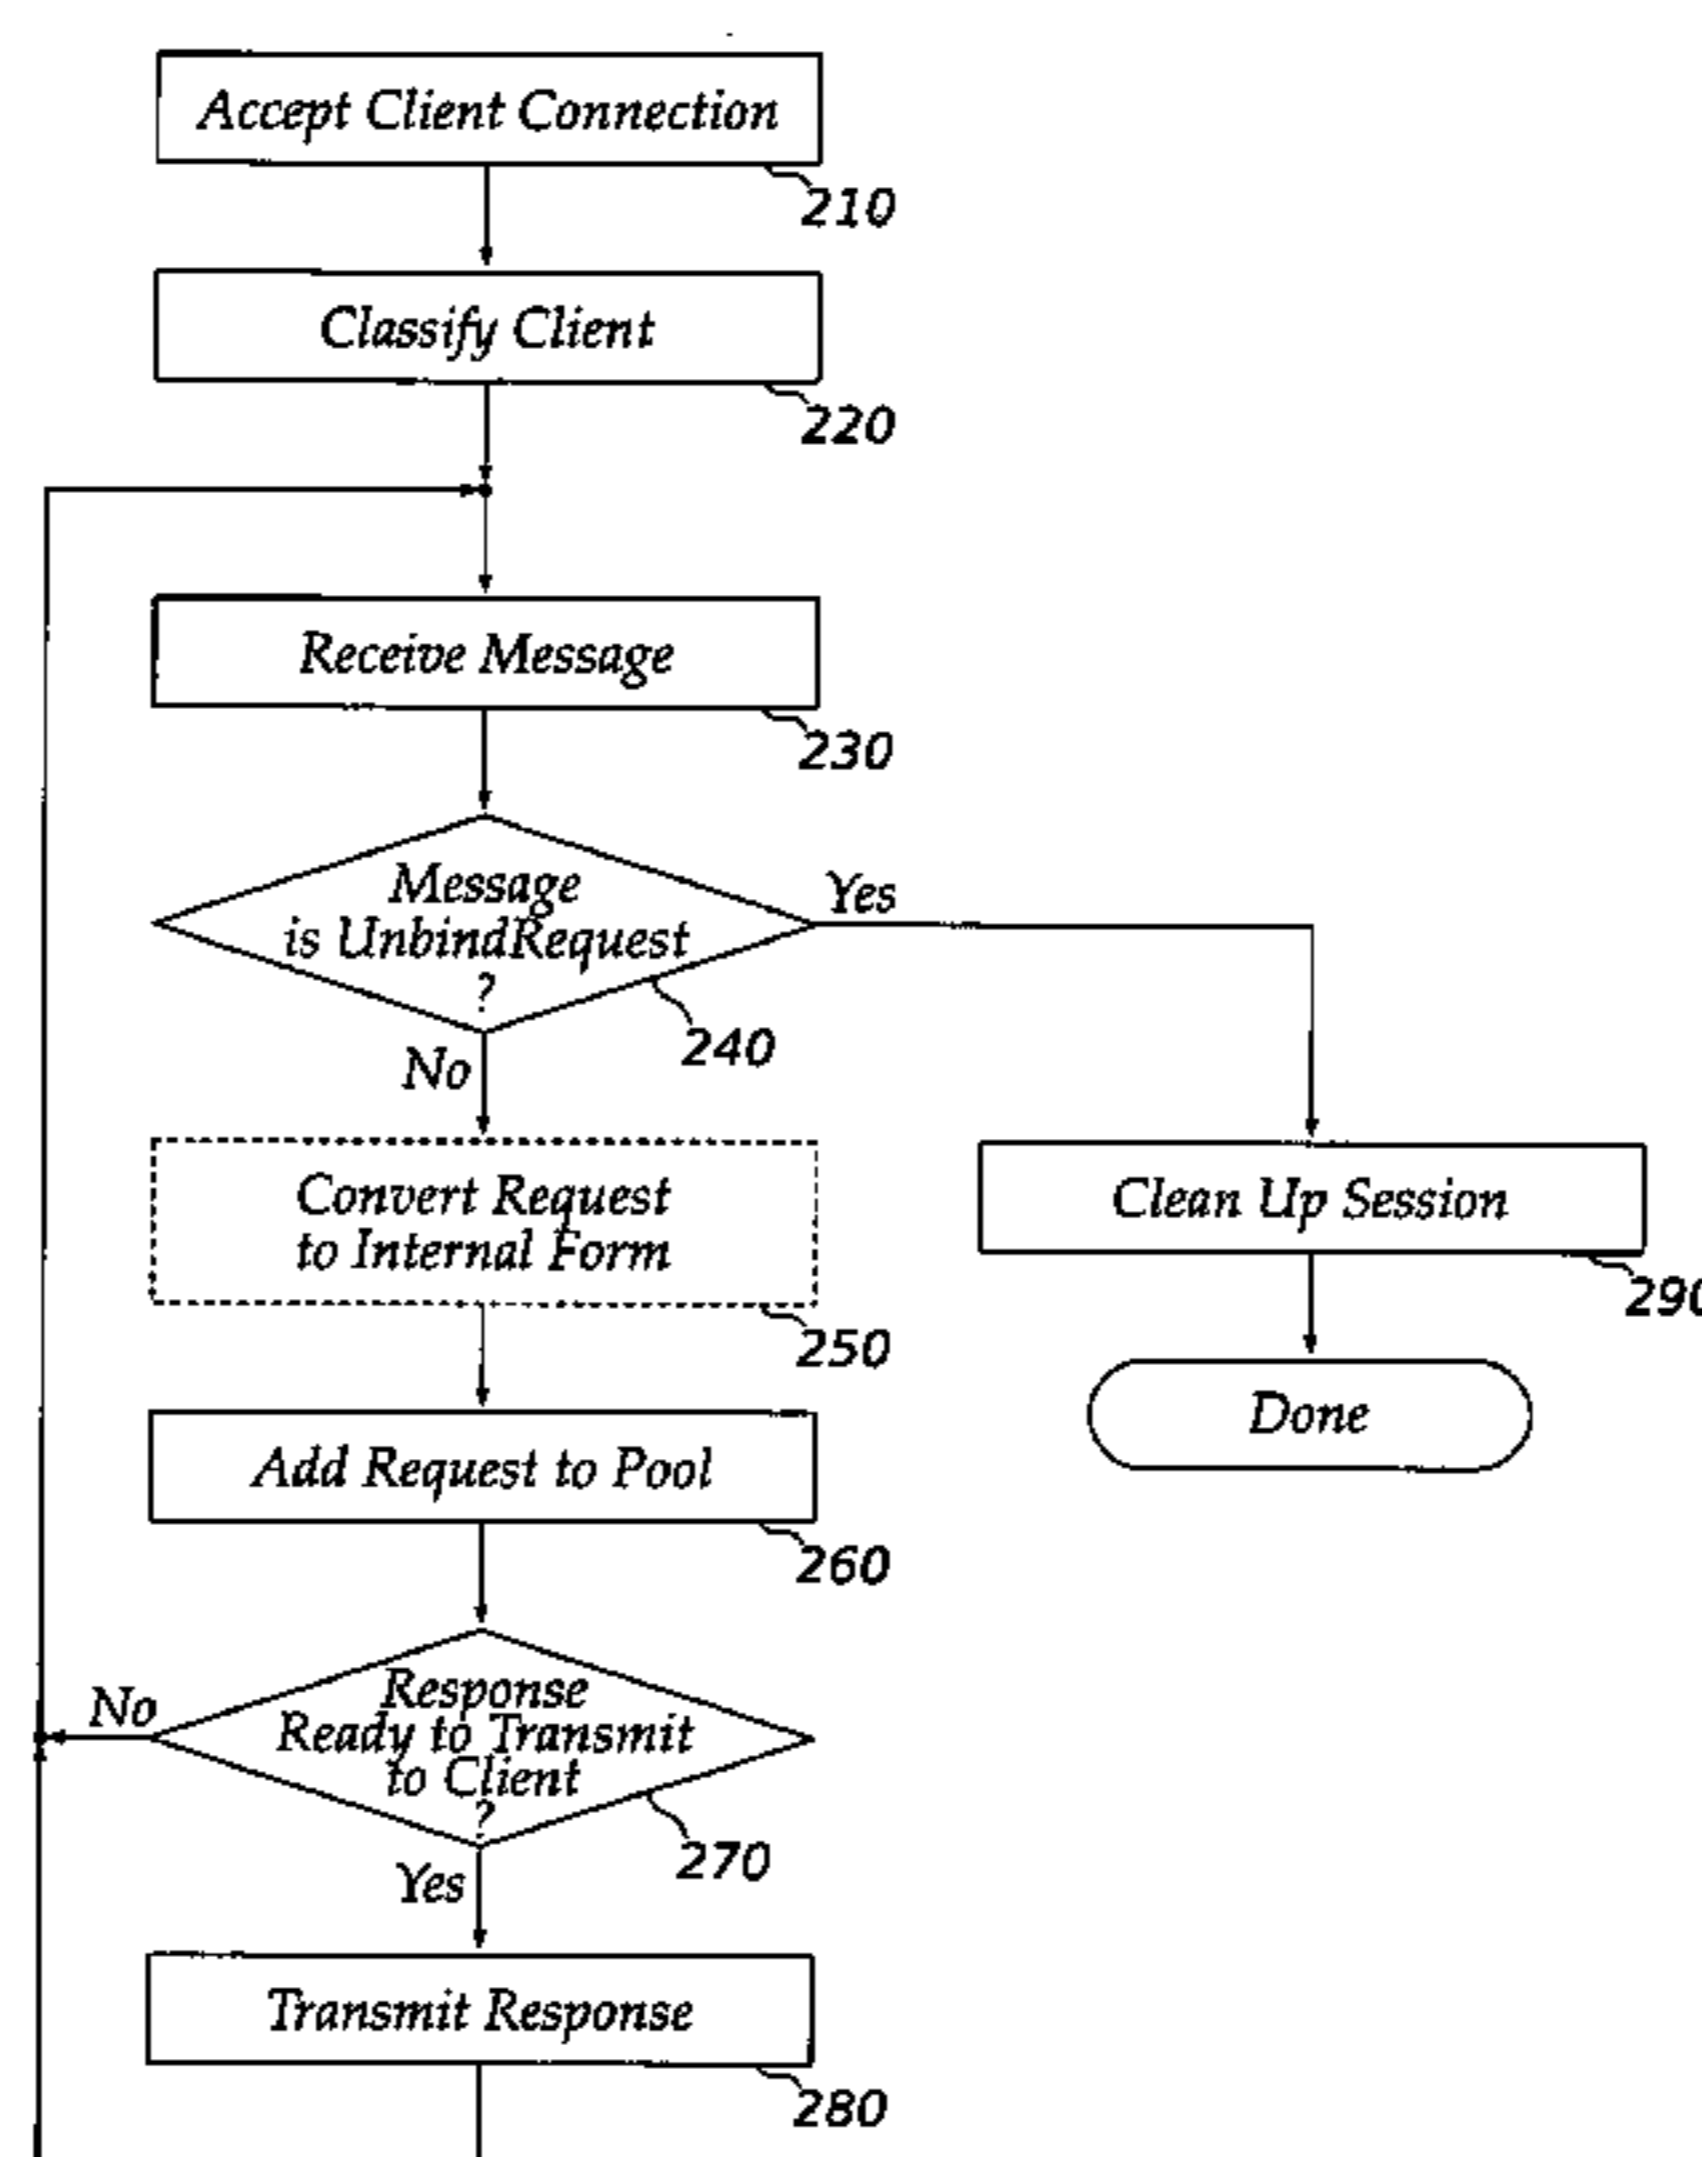 Accept Client Connection
210
Classify Client
220
Receive Message
230
Message
is UnbindRequest
?
Yes
240
No
Convert Request
to Internal Form
250
Clean Up Session
290
Done
Add Request to Pool
260
Response
Ready to Transmit
to Client
?
No
270
Yes
Transmit Response
280